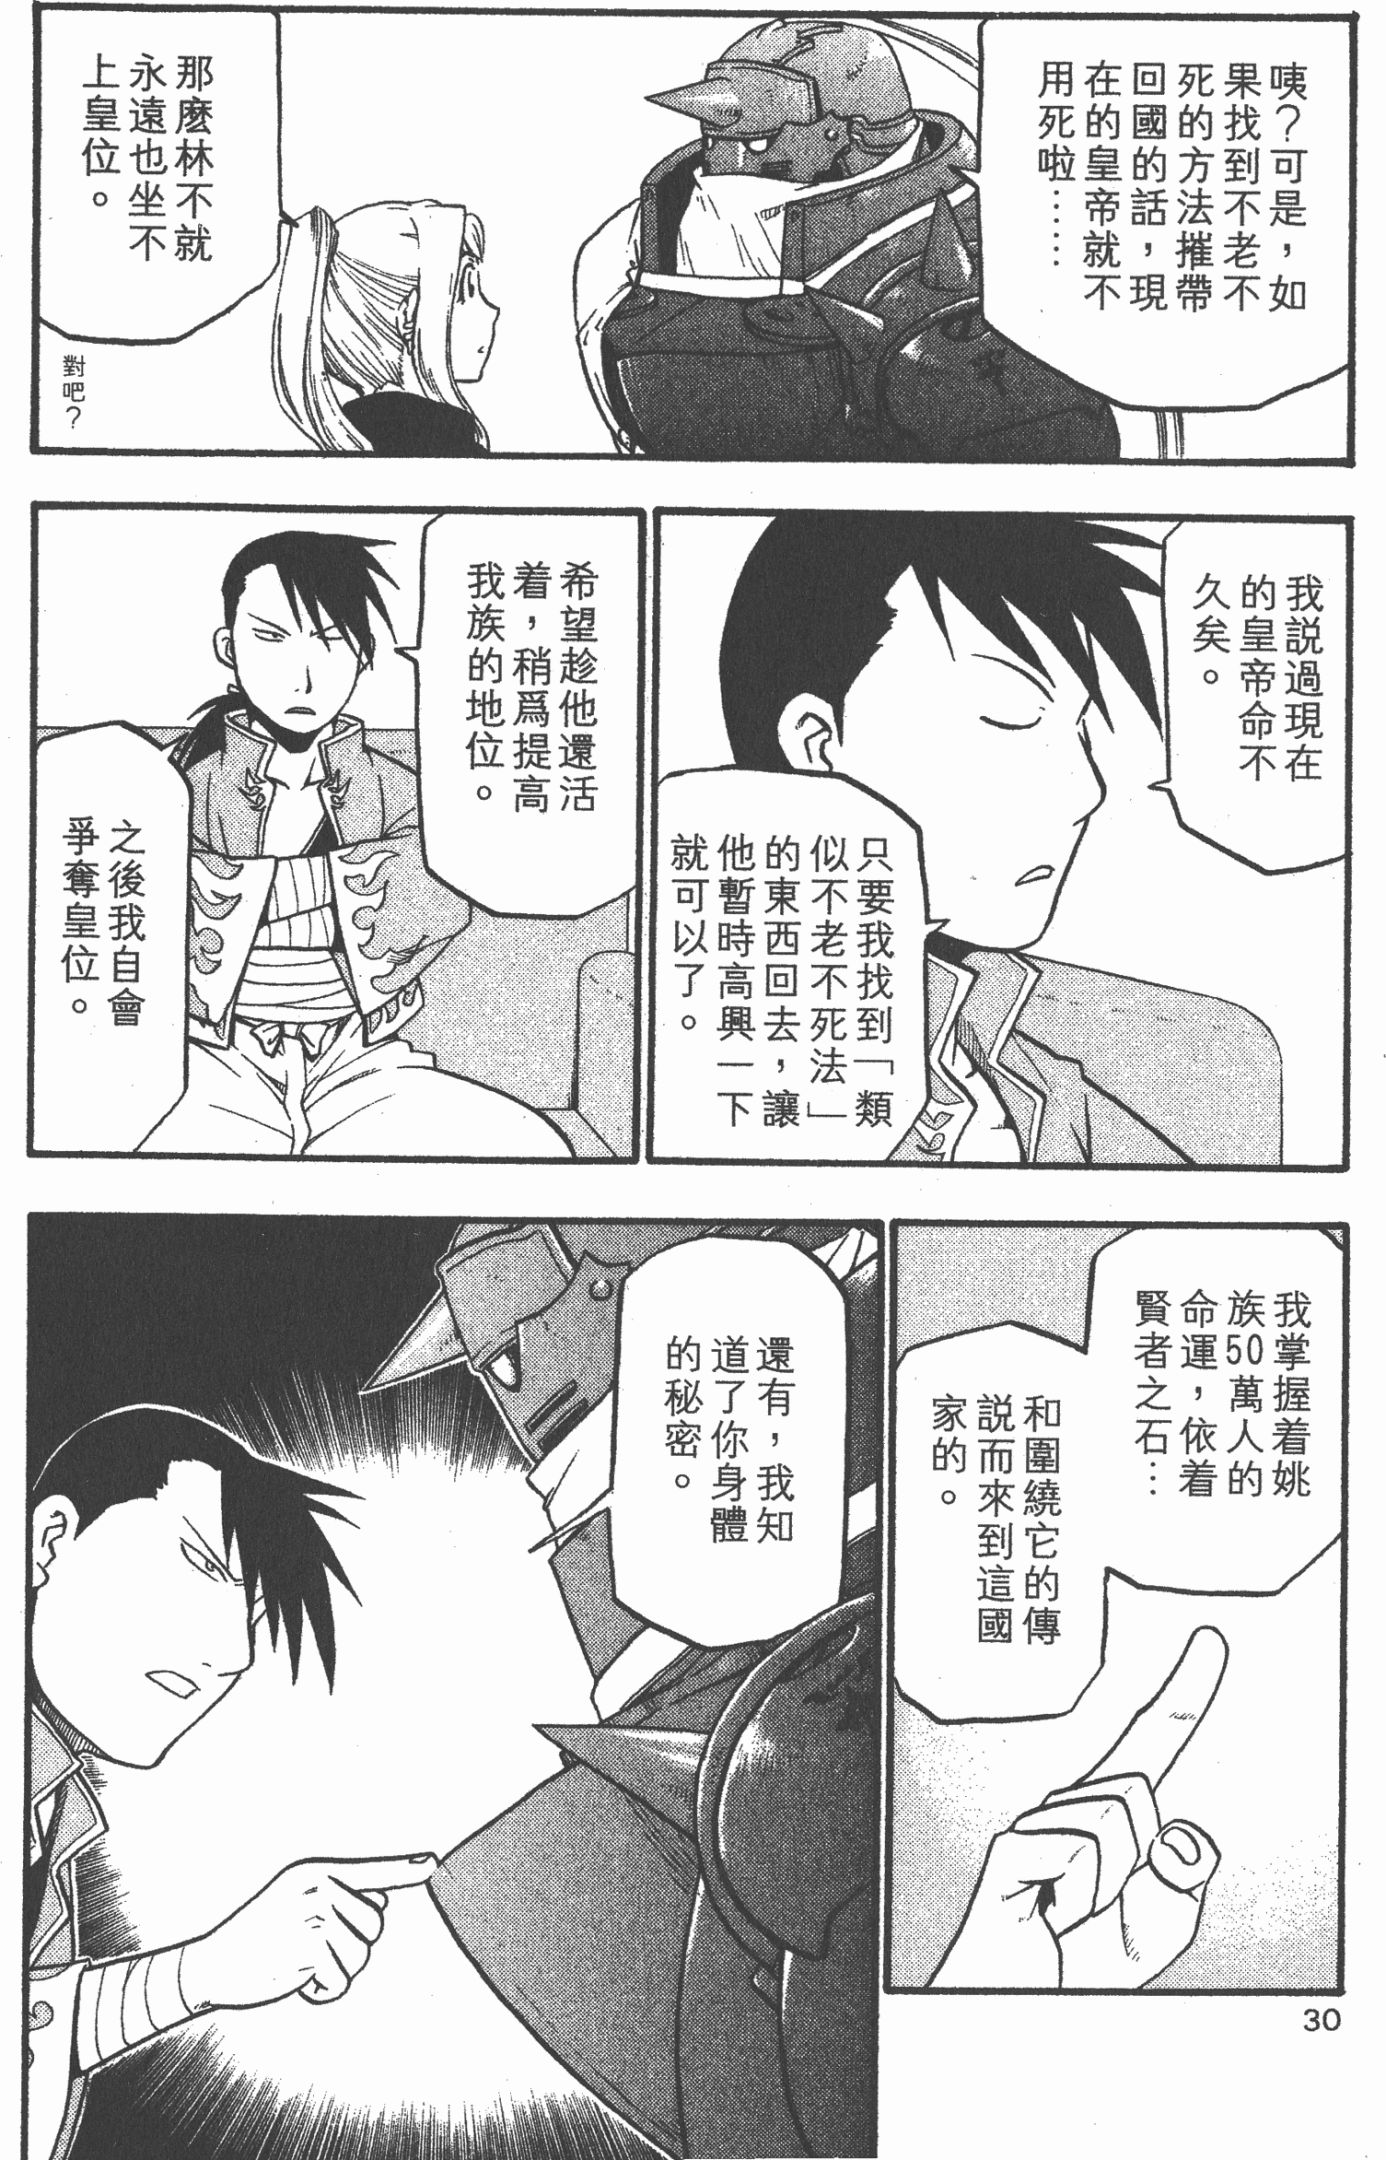 咦？可是，如
果找到不老不
死的方法摧帶
回國的話，現
在的皇帝就不
用死啦……
那麼林不就
永遠也坐不
上皇位。
對吧？
我説過現在
的皇帝命不
久矣。
只要我找到「類
似不老不死法」
的東西回去，讓
他暫時高興一下
就可以了。
希望趁他還活
着，稍爲提高
我族的地位。
之後我自會
爭奪皇位。
我掌握着姚
族50萬人的
命運，依着
賢者之石…
和圍繞它的傳
説而來到這國
家的。
還有，我知
道了你身體
的秘密。
30